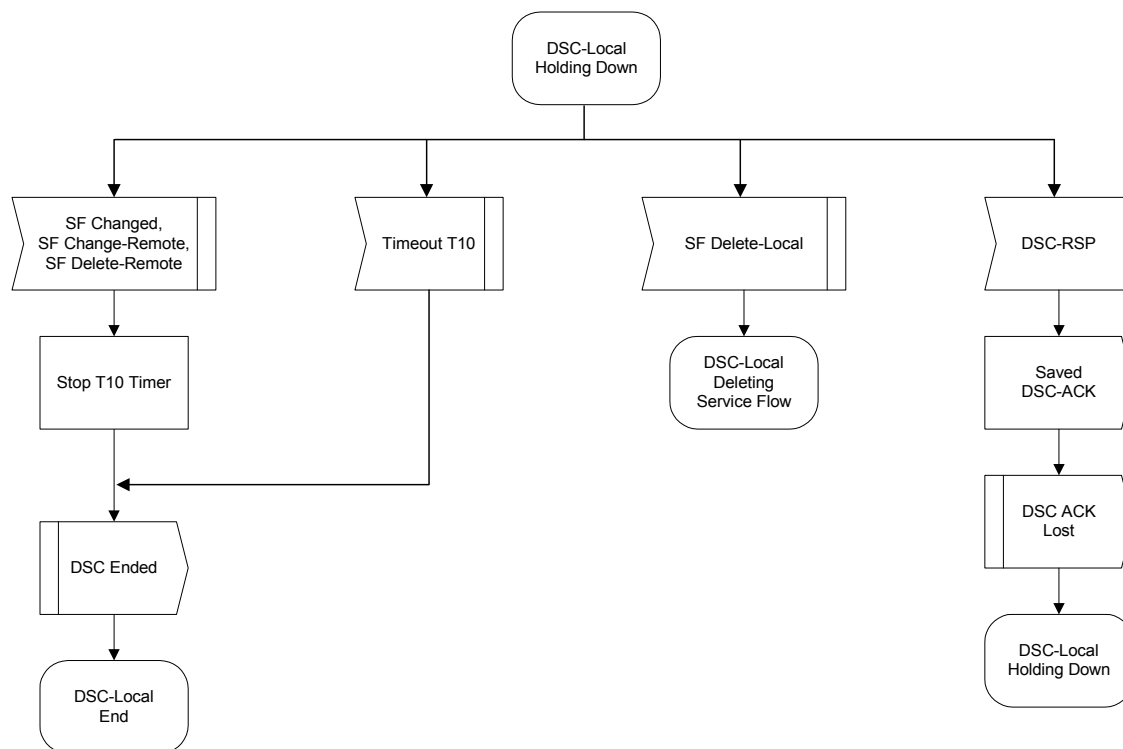 DSC-Local
Holding Down
SF Changed,
SF Change-Remote,
SF Delete-Remote
Timeout T10
SF Delete-Local
DSC-RSP
Stop T10 Timer
DSC-Local
Deleting
Service Flow
Saved
DSC-ACK
DSC Ended
DSC ACK
Lost
DSC-Local
End
DSC-Local
Holding Down